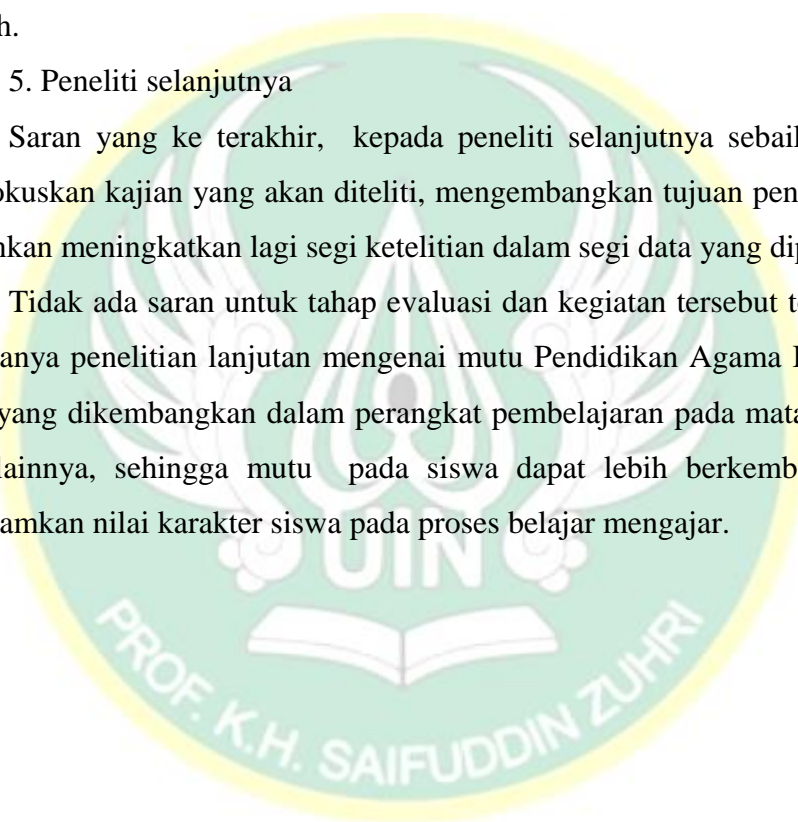 h.
5. Peneliti selanjutnya
Saran yang ke terakhir, kepada peneliti selanjutnya sebail
okuskan kajian yang akan diteliti, mengembangkan tujuan pen
nkan meningkatkan lagi segi ketelitian dalam segi data yang dip
Tidak ada saran untuk tahap evaluasi dan kegiatan tersebut t
anya penelitian lanjutan mengenai mutu Pendidikan Agama I
yang dikembangkan dalam perangkat pembelajaran pada mata
lainnya, sehingga mutu pada siswa dapat lebih berkemb
amkan nilai karakter siswa pada proses belajar mengajar.
UIN
PROF. K.H. SAIFUDDIN ZUHRI